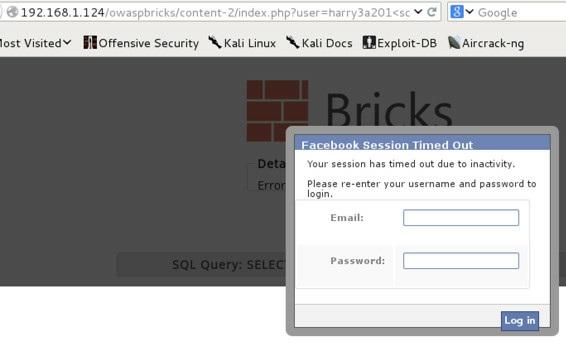 192.168.1.124/owaspbricks/content-2/index.php?user=harry3a201<sc
Google
Most Visited
Offensive Security
Kali Linux
Kali Docs
Exploit-DB
Aircrack-ng
Bricks
Facebook Session Timed Out
Deta
Your session has timed out due to inactivity.
Error
Please re-enter your username and password to
login.
Email:
Password:
SQL Query: SELECT
Log in